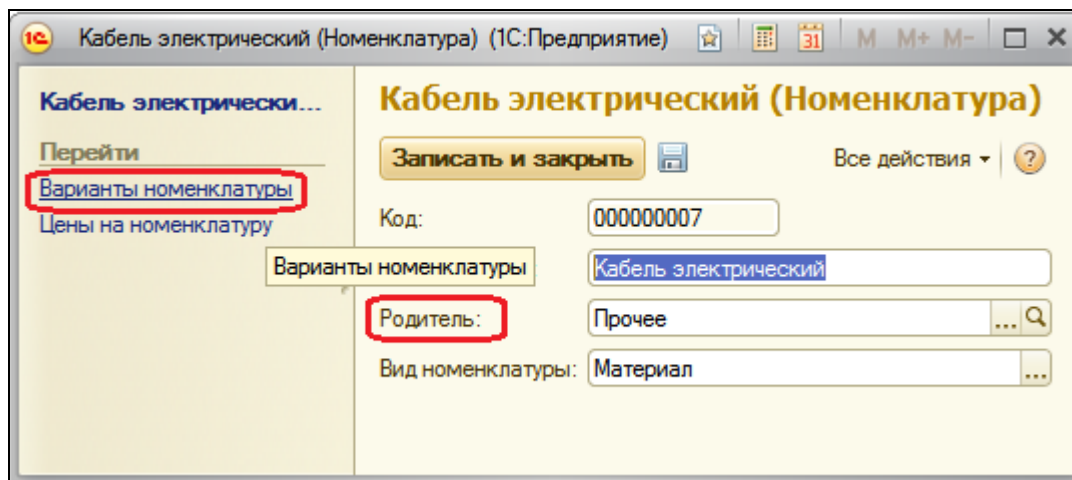 1С Кабель электрический (Номенклатура) (1С:Предприятие) 31 M M+ M-
Кабель электрически...
Перейти
Варианты номенклатуры
Цены на номенклатуру
Варианты номенклатуры
Кабель электрический (Номенклатура)
Записать и закрыть Все действия ?
Код: 000000007
Кабель электрический
Родитель: Прочее ...
Вид номенклатуры: Материал ...